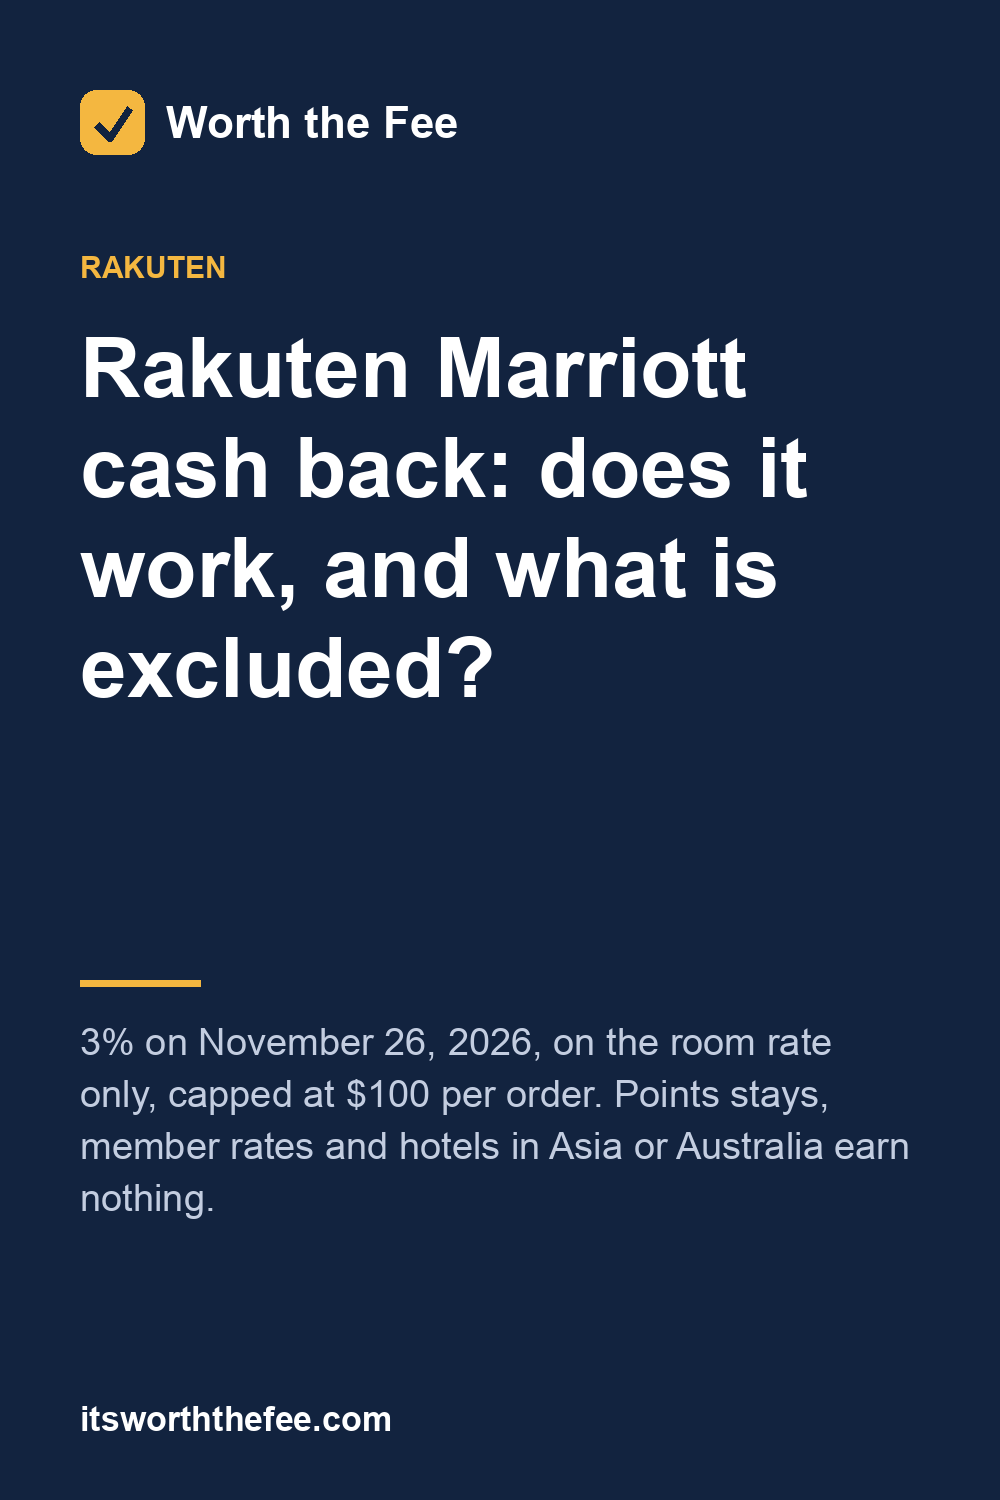 Worth the Fee
RAKUTEN
Rakuten Marriott
cash back: does it
work, and what is
excluded?
3% on November 26, 2026, on the room rate
only, capped at $100 per order. Points stays,
member rates and hotels in Asia or Australia earn
nothing.
itsworththefee.com